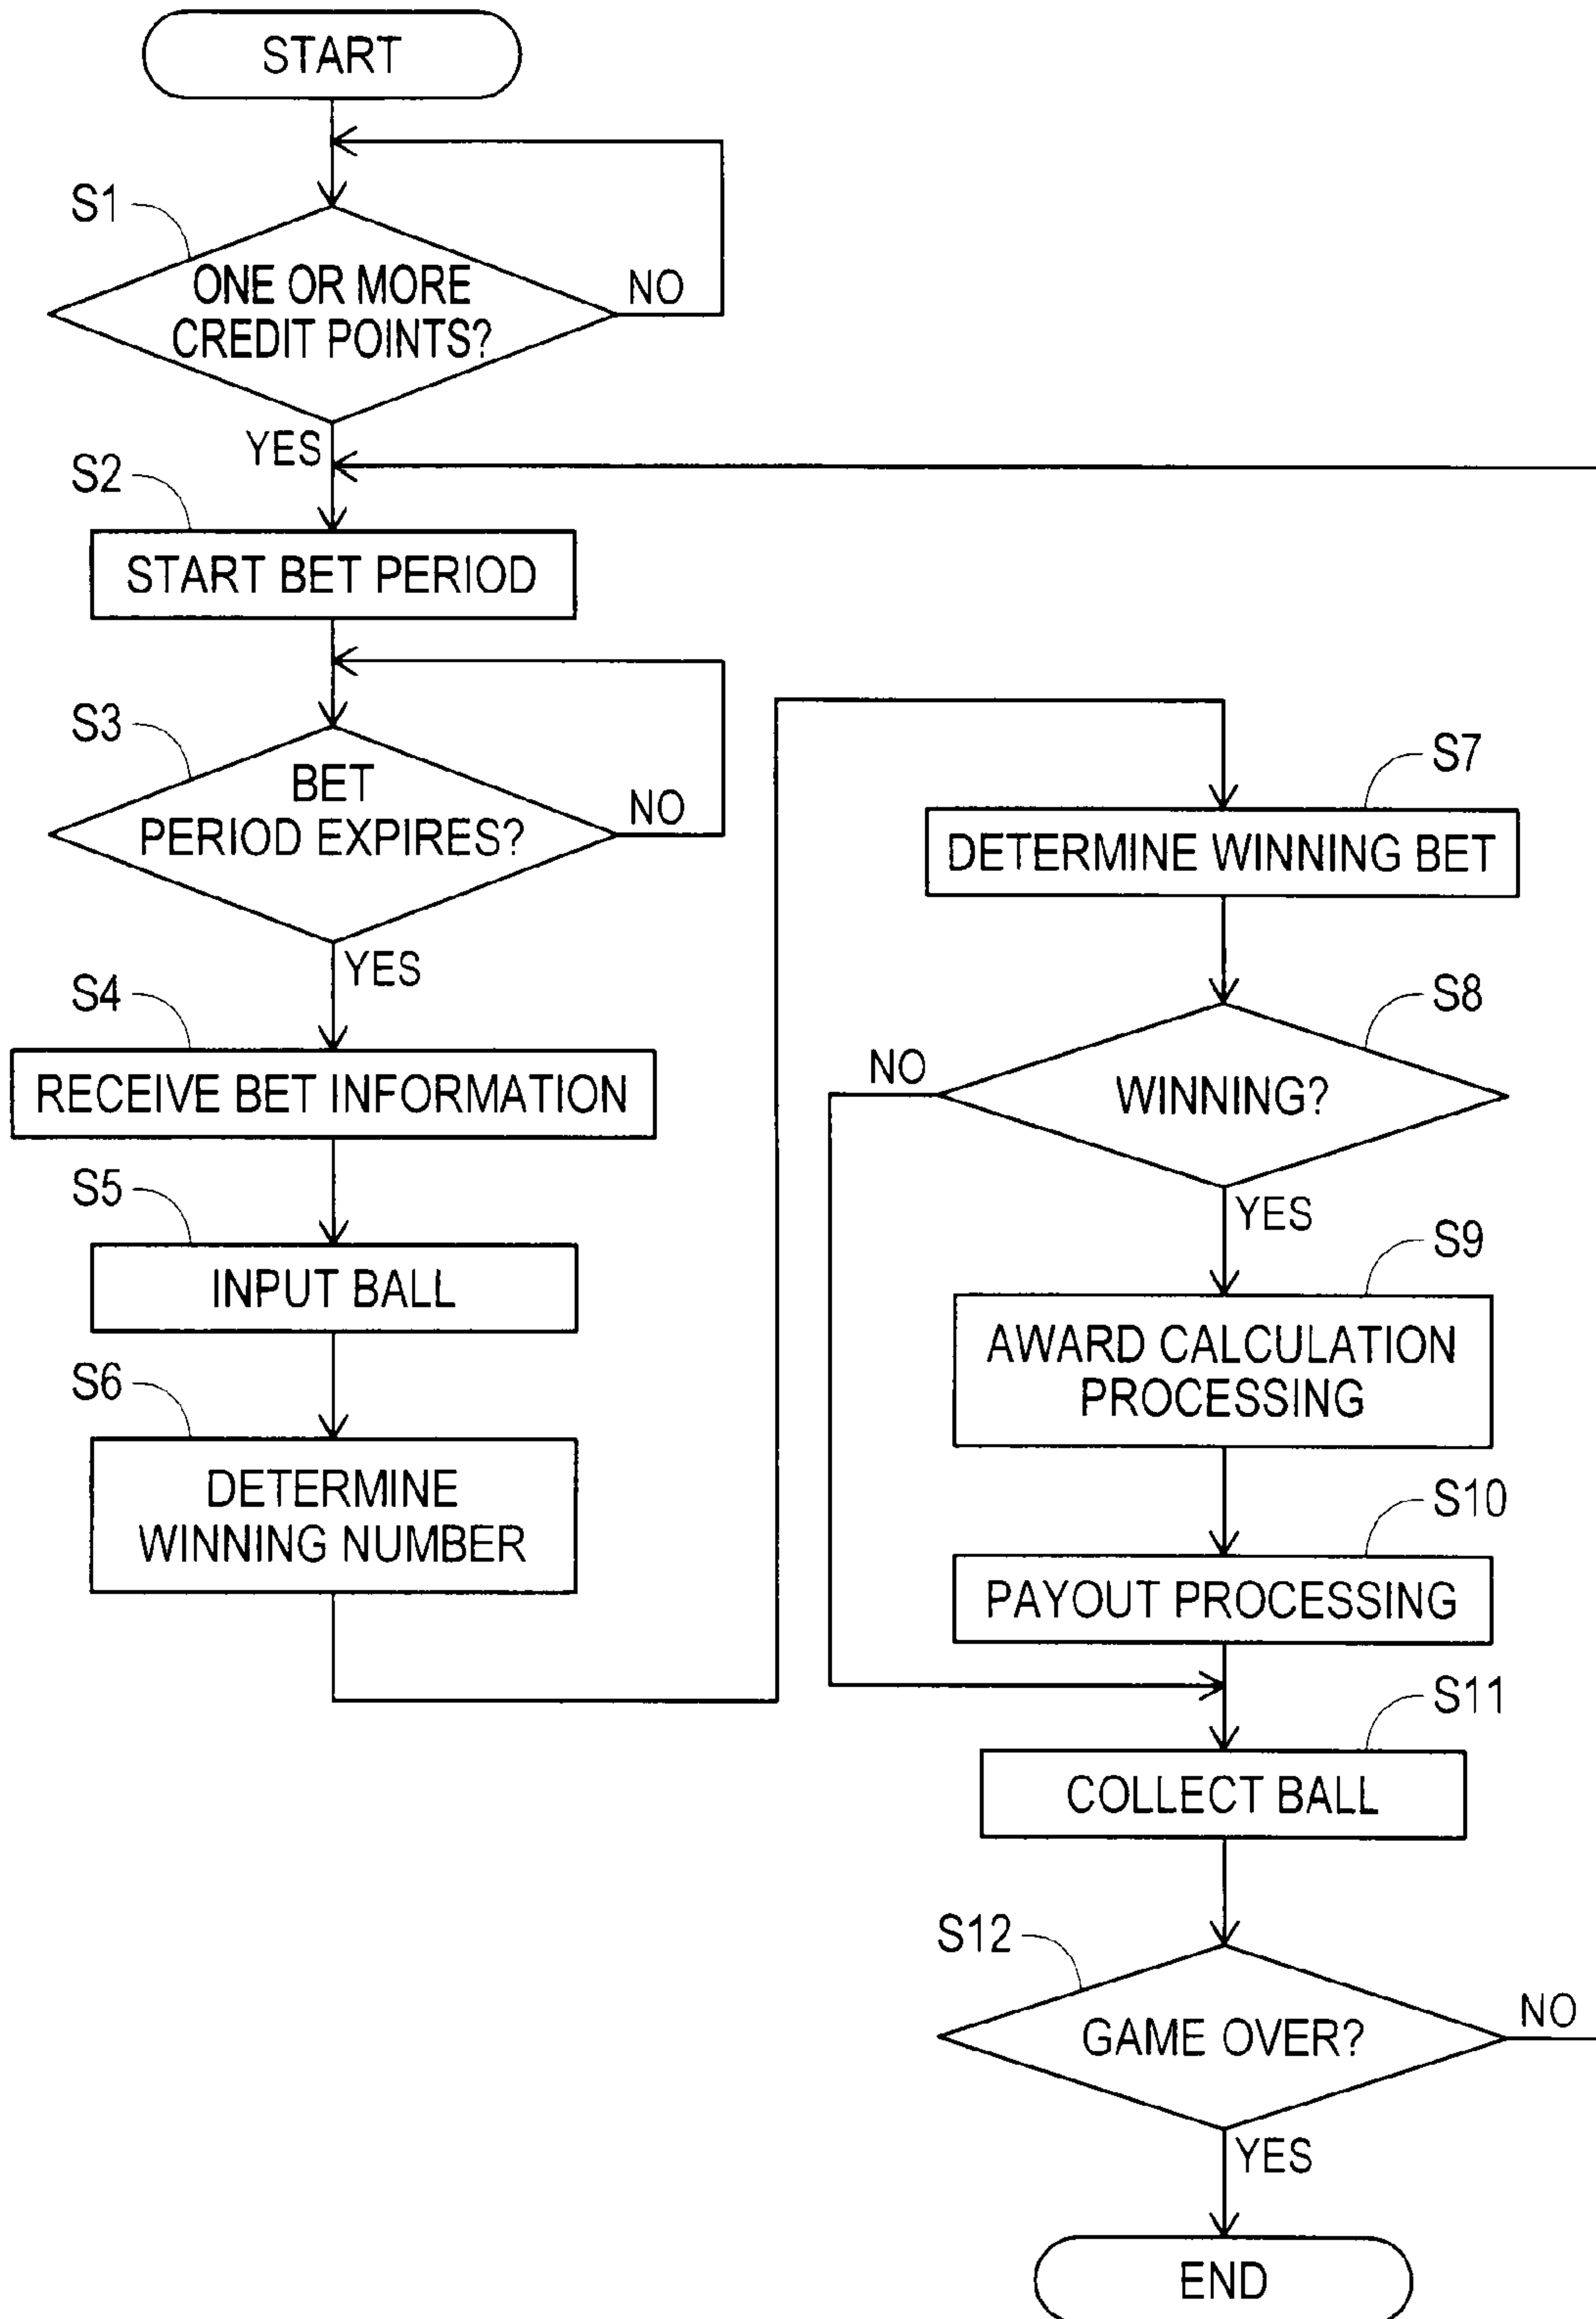 START
S1
ONE OR MORE
CREDIT POINTS?
NO
YES
S2
START BET PERIOD
S3
BET
PERIOD EXPIRES?
NO
YES
S4
RECEIVE BET INFORMATION
S5
INPUT BALL
S6
DETERMINE
WINNING NUMBER
S7
DETERMINE WINNING BET
S8
WINNING?
NO
YES
S9
AWARD CALCULATION
PROCESSING
S10
PAYOUT PROCESSING
S11
COLLECT BALL
S12
GAME OVER?
NO
YES
END